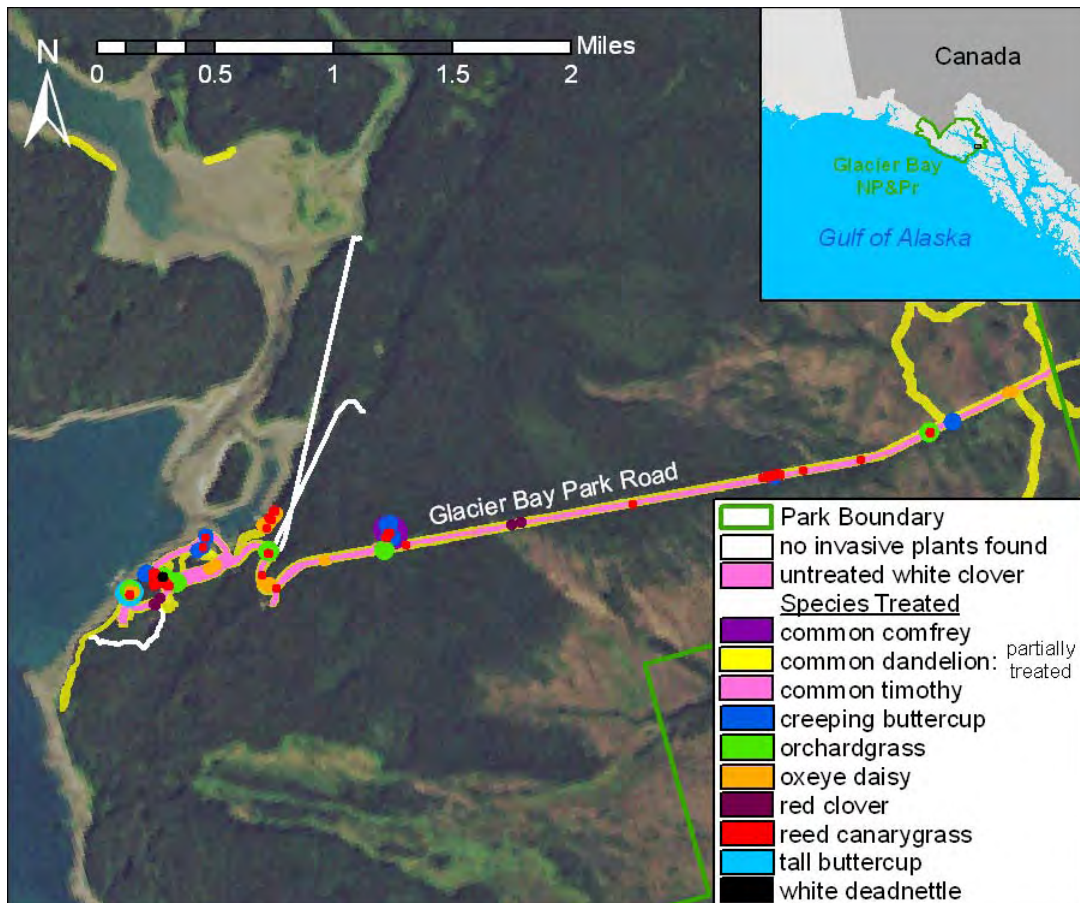 N
Miles
0 0.5 1 1.5 2
Canada
Glacier Bay
NP&Pr
Gulf of Alaska
Glacier Bay Park Road
Park Boundary
no invasive plants found
untreated white clover
Species Treated
common comfrey
common dandelion: partially
treated
common timothy
creeping buttercup
orchardgrass
oxeye daisy
red clover
reed canarygrass
tall buttercup
white deadnettle